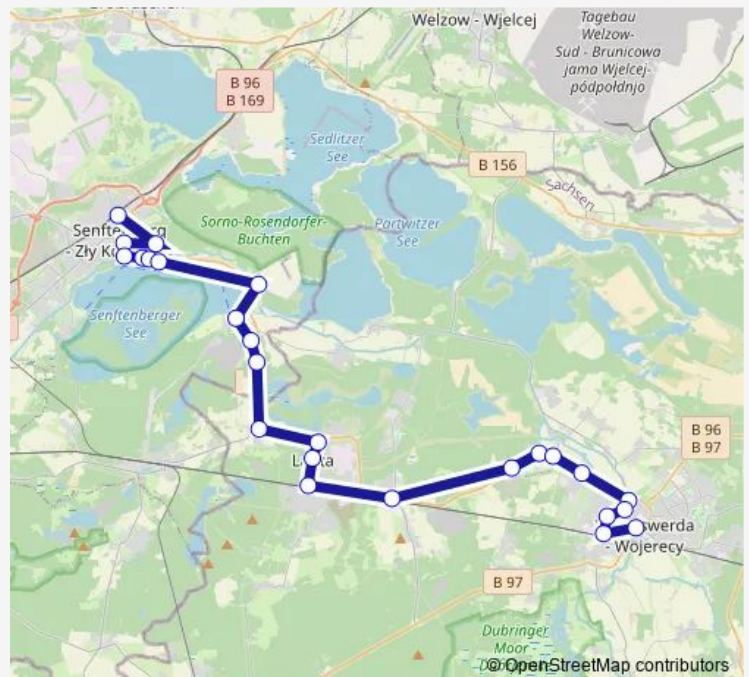 Welzow - Wjelcej
Tagebau
Welzow-
Süd - Brunicowa
jama Wjelcej-
pódpołdnjo
B 96
B 169
Sedlitzer
See
B 156
Sachsen
Partwitzer
See
Sorno-Rosendorfer-
Buchten
Senftenberger
See
B 96
B 97
- Wojerecy
B 97
Dubringer
Moor
© OpenStreetMap contributors